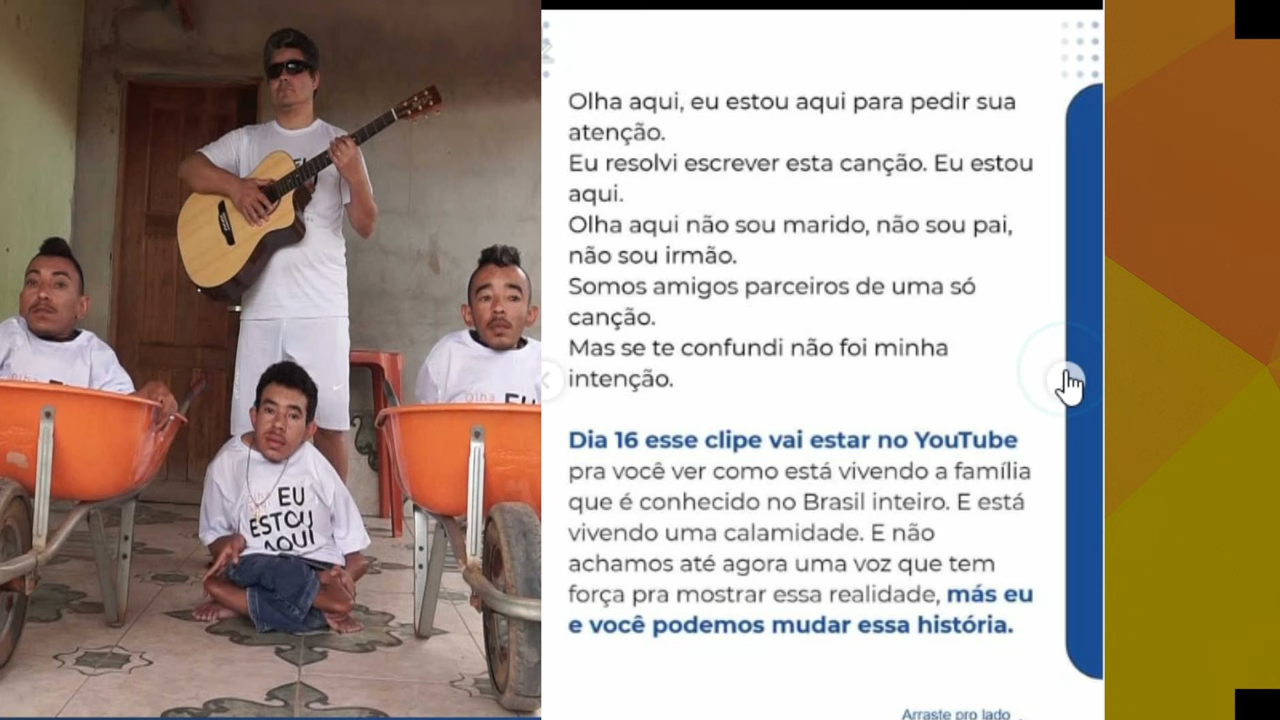 Olha aqui, eu estou aqui para pedir sua
atenção.
Eu resolvi escrever esta canção. Eu estou
aqui.
Olha aqui não sou marido, não sou pai,
não sou irmão.
Somos amigos parceiros de uma só
canção.
Mas se te confundi não foi minha
intenção.
Dia 16 esse clipe vai estar no YouTube
pra você ver como está vivendo a família
que é conhecido no Brasil inteiro. E está
vivendo uma calamidade. E não
achamos até agora uma voz que tem
força pra mostrar essa realidade, más eu
e você podemos mudar essa história.
Arraste pro lado
Olha
EU
EU
ESTOU
AQUI